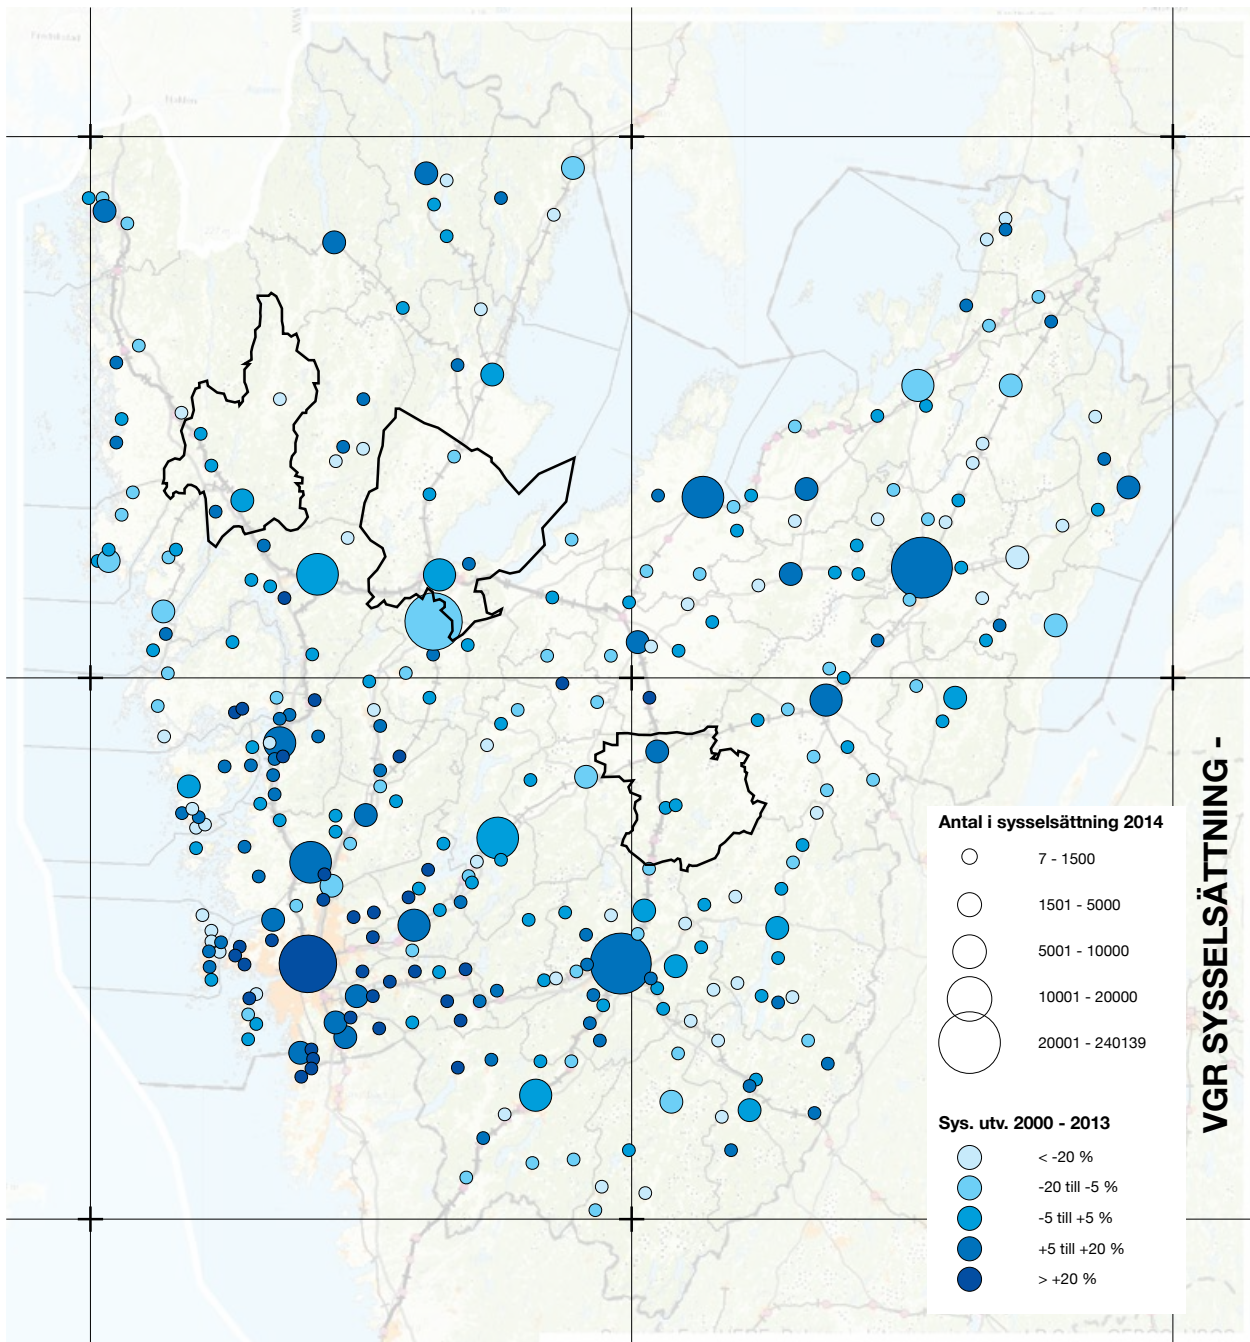 Halden
VGR SYSSELSÄTTNING -
Antal i sysselsättning 2014
7 - 1500
1501 - 5000
5001 - 10000
10001 - 20000
20001 - 240139
Sys. utv. 2000 - 2013
< -20 %
-20 till -5 %
-5 till +5 %
+5 till +20 %
> +20 %